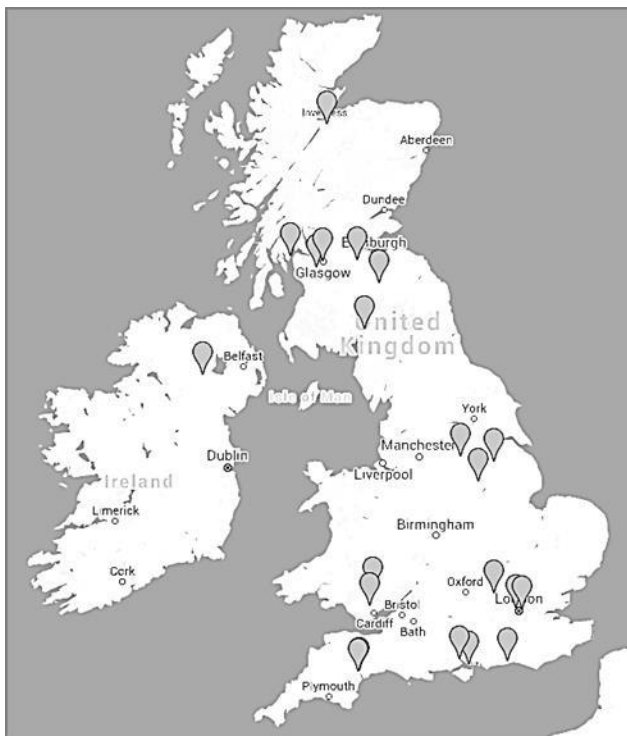 Inverness
Aberdeen
Dundee
Edinburgh
Glasgow
United
Kingdom
Belfast
Isle of Man
York
Manchester
Dublin
Liverpool
Ireland
Limerick
Birmingham
Cork
Oxford
London
Bristol
Cardiff
Bath
Plymouth